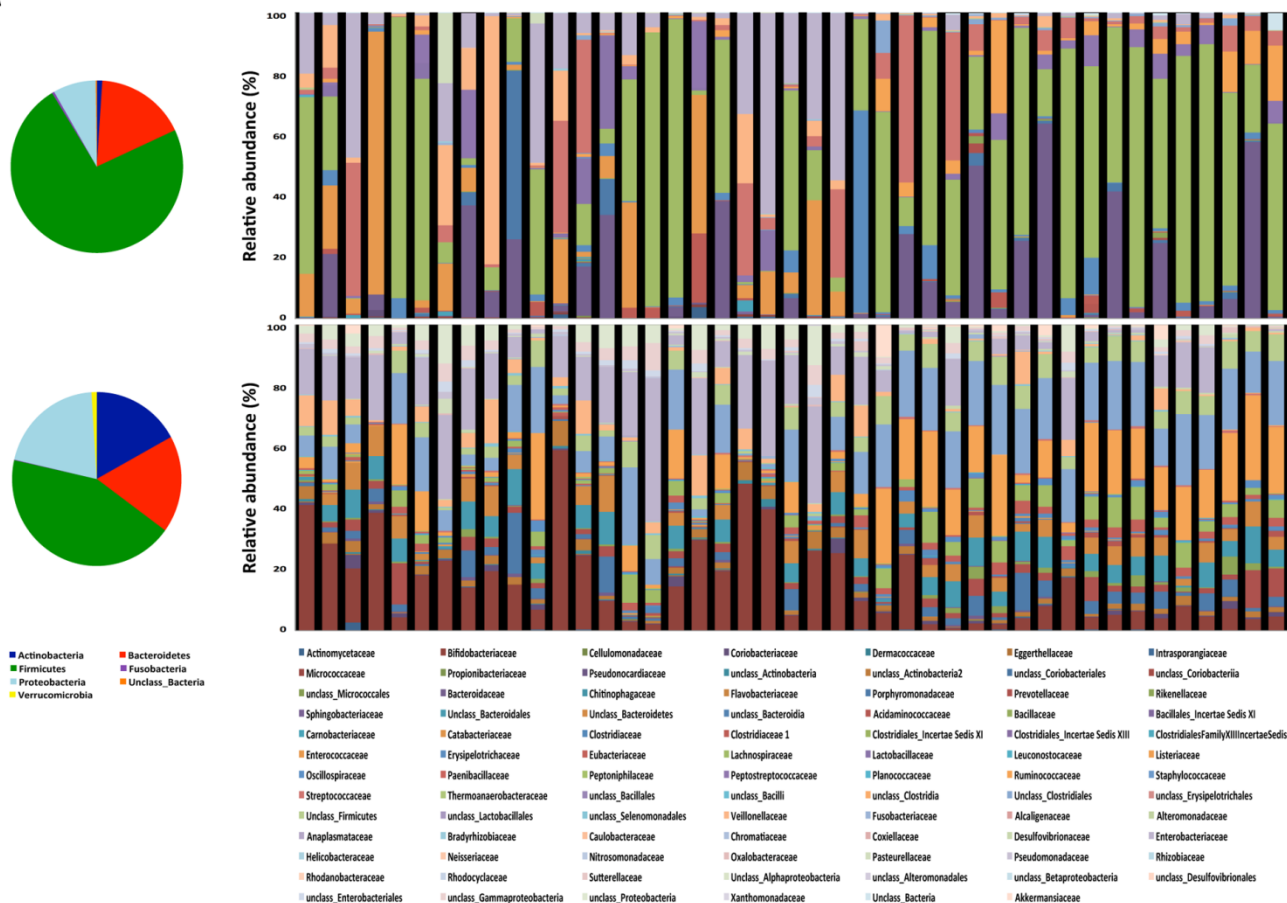 100
80
60
40
20
0
Relative abundance (%)
100
80
60
40
20
0
Relative abundance (%)
Actinobacteria Bacteroidetes
Firmicutes Fusobacteria
Proteobacteria Unclass_Bacteria
Verrucomicrobia
Actinomycetaceae Bifidobacteriaceae Cellulomonadaceae Coriobacteriaceae Dermacoccaceae Eggerthellaceae Intrasporangiaceae
Micrococcaceae Propionibacteriaceae Pseudonocardiaceae unclass_Actinobacteria unclass_Actinobacteria2 unclass_Coriobacteriales unclass_Coriobacteriia
unclass_Micrococcales Bacteroidaceae Chitinophagaceae Flavobacteriaceae Porphyromonadaceae Prevotellaceae Rikenellaceae
Sphingobacteriaceae Unclass_Bacteroidales Unclass_Bacteroidetes unclass_Bacteroidia Acidaminococcaceae Bacillaceae Bacillales_Incertae Sedis XI
Carnobacteriaceae Catabacteriaceae Clostridiaceae Clostridiaceae 1 Clostridiales_Incertae Sedis XI Clostridiales_Incertae Sedis XIII ClostridialesFamilyXIIIIncertaeSedis
Enterococcaceae Erysipelotrichaceae Eubacteriaceae Lachnospiraceae Lactobacillaceae Leuconostocaceae Listeriaceae
Oscillospiraceae Paenibacillaceae Peptoniphilaceae Peptostreptococcaceae Planococcaceae Ruminococcaceae Staphylococcaceae
Streptococcaceae Thermoanaerobacteraceae unclass_Bacillales unclass_Bacilli unclass_Clostridia Unclass_Clostridiales unclass_Erysipelotrichales
Unclass_Firmicutes unclass_Lactobacillales unclass_Selenomonadales Veillonellaceae Fusobacteriaceae Alcaligenaceae Alteromonadaceae
Anaplasmataceae Bradyrhizobiaceae Caulobacteraceae Chromatiaceae Coxiellaceae Desulfovibrionaceae Enterobacteriaceae
Helicobacteraceae Neisseriaceae Nitrosomonadaceae Oxalobacteraceae Pasteurellaceae Pseudomonadaceae Rhizobiaceae
Rhodanobacteraceae Rhodocyclaceae Sutterellaceae Unclass_Alphaproteobacteria unclass_Alteromonadales unclass_Betaproteobacteria unclass_Desulfovibrionales
unclass_Enterobacteriales unclass_Gammaproteobacteria unclass_Proteobacteria Xanthomonadaceae Unclass_Bacteria Akkermansiaceae